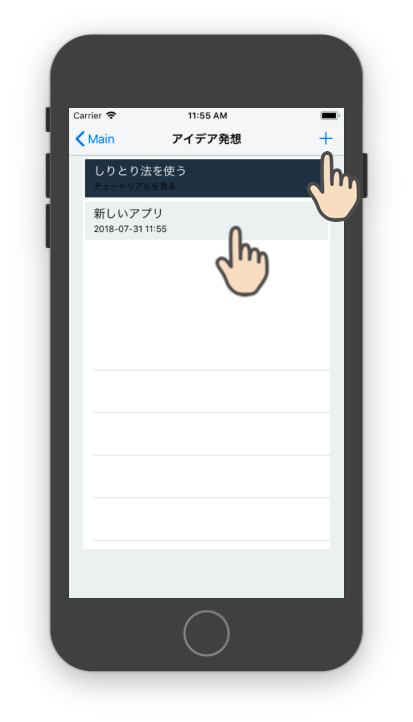 Carrier 11:55 AM
Main アイデア発想 +
しりとり法を使う
チュートリアルを見る
新しいアプリ
2018-07-31 11:55